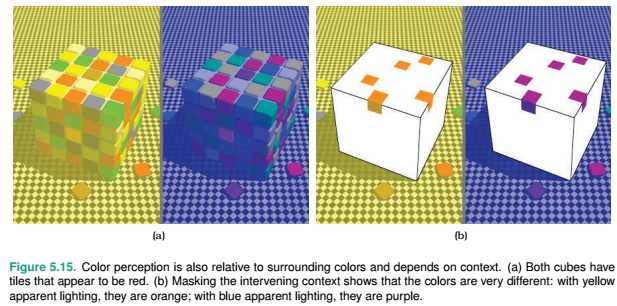 (a)
(b)
Figure 5.15. Color perception is also relative to surrounding colors and depends on context. (a) Both cubes have
tiles that appear to be red. (b) Masking the intervening context shows that the colors are very different: with yellow
apparent lighting, they are orange; with blue apparent lighting, they are purple.